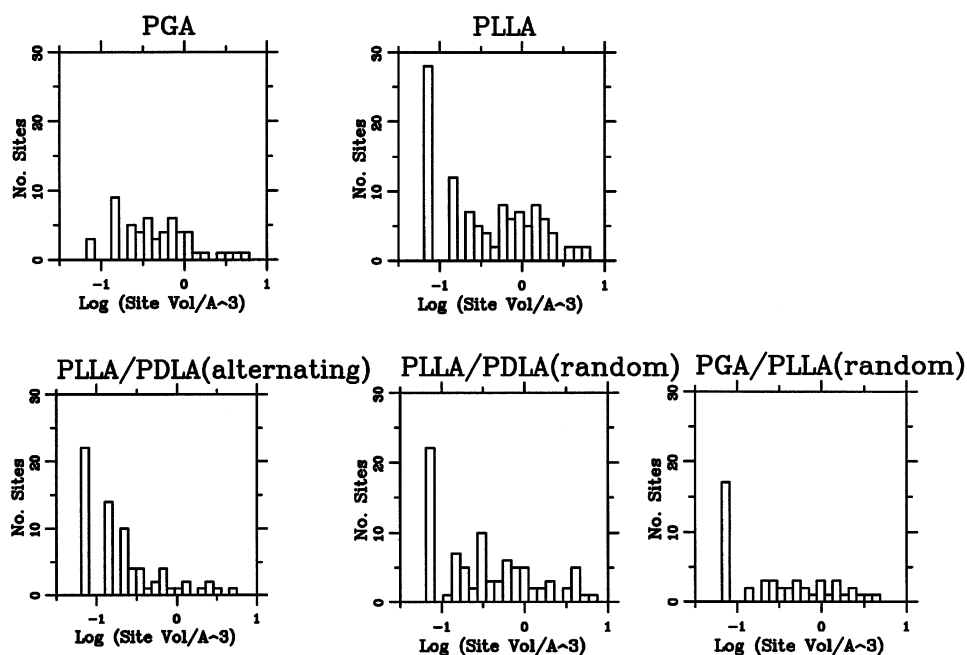 PGA
30
20
10
0
No. Sites
-1
0
1
Log (Site Vol/A^3)
PLLA
30
20
10
0
No. Sites
-1
0
1
Log (Site Vol/A^3)
PLLA/PDLA(alternating)
30
20
10
0
No. Sites
-1
0
1
Log (Site Vol/A^3)
PLLA/PDLA(random)
30
20
10
0
No. Sites
-1
0
1
Log (Site Vol/A^3)
PGA/PLLA(random)
30
20
10
0
No. Sites
-1
0
1
Log (Site Vol/A^3)